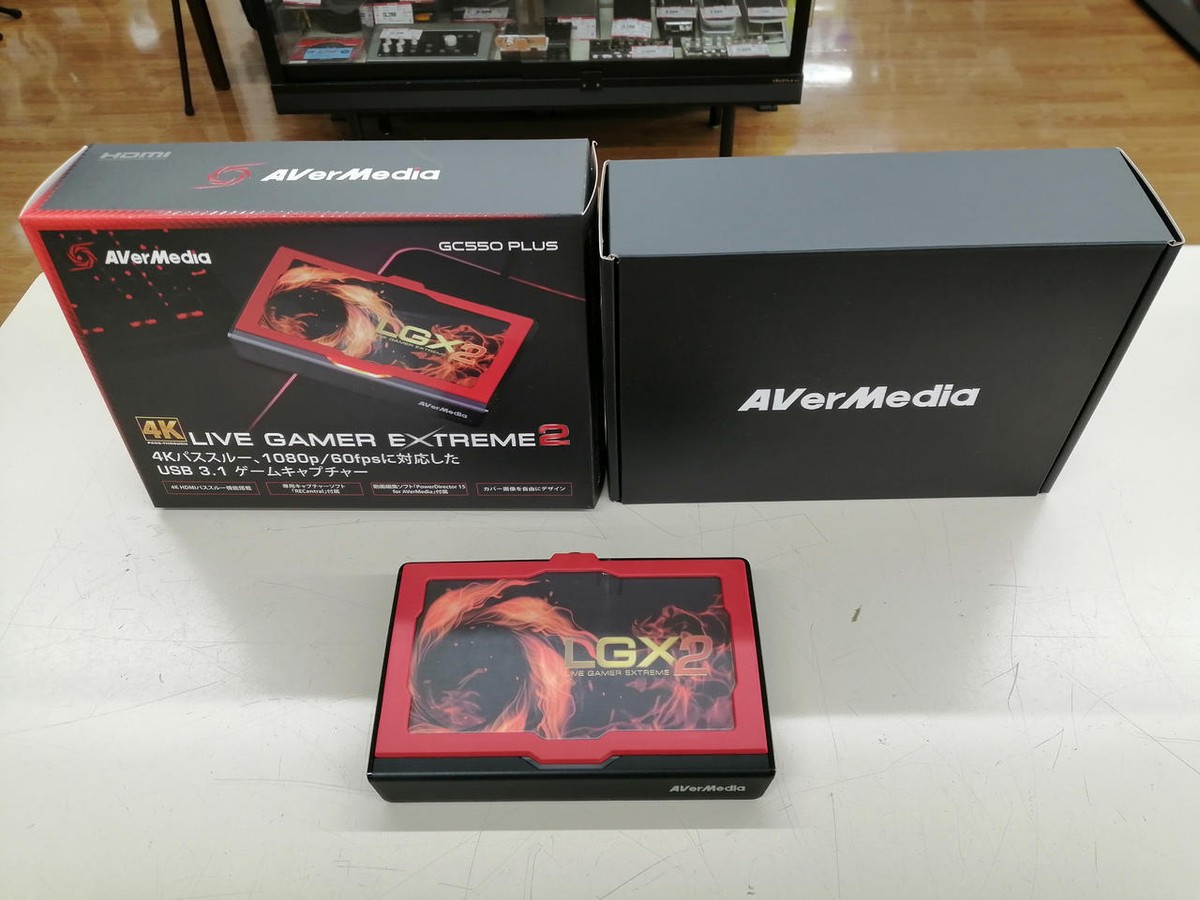 HDMI
AVerMedia
AVerMedia
GC550 PLUS
LGX2
LIVE GAMER EXTREME
AVerMedia
4K
PASS-THROUGH
LIVE GAMER EXTREME2
4Kパススルー、1080p/60fpsに対応した
USB 3.1 ゲームキャプチャー
4K HDMIパススルー機能搭載
専用キャプチャーソフト
「RECentral」付属
動画編集ソフト「PowerDirector 15
for AVerMedia」付属
カバー画像を自由にデザイン
AVerMedia
LGX2
LIVE GAMER EXTREME
AVerMedia